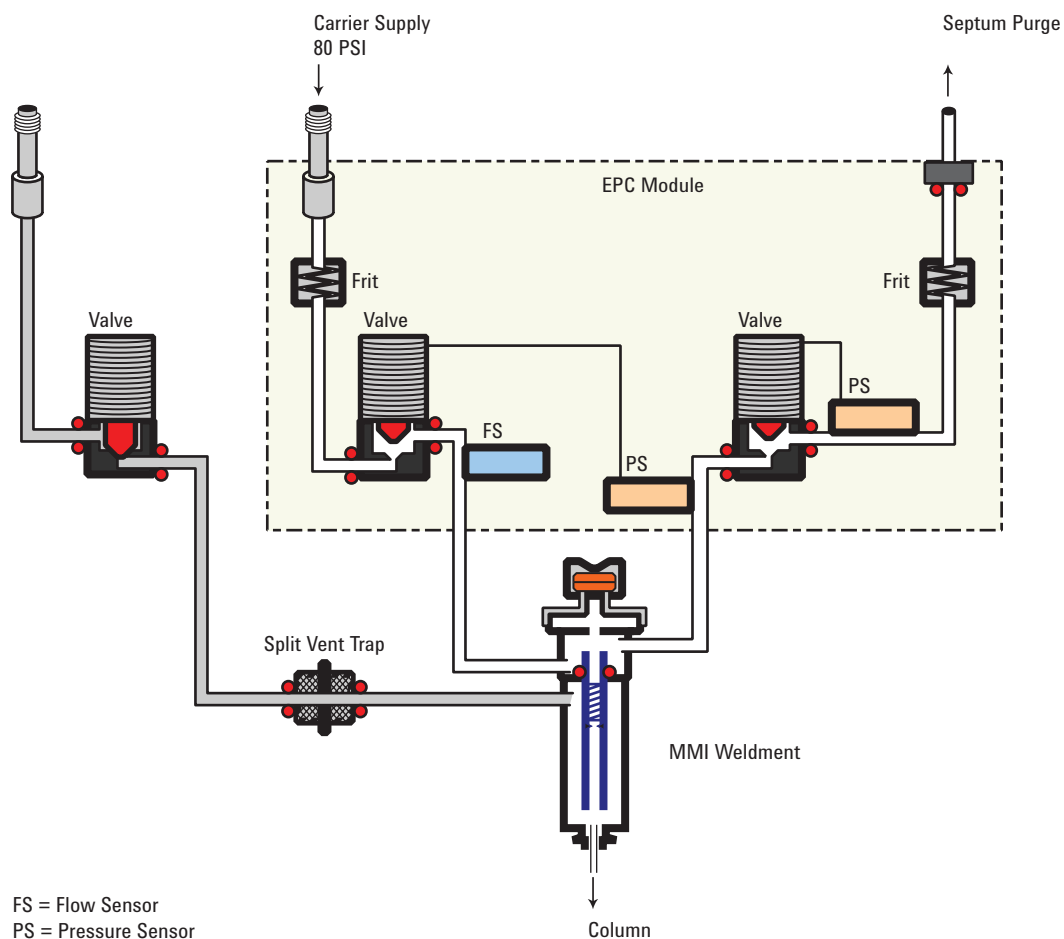 Carrier Supply
80 PSI
Septum Purge
EPC Module
Frit
Frit
Valve
Valve
Valve
PS
FS
PS
Split Vent Trap
MMI Weldment
FS = Flow Sensor
PS = Pressure Sensor
Column